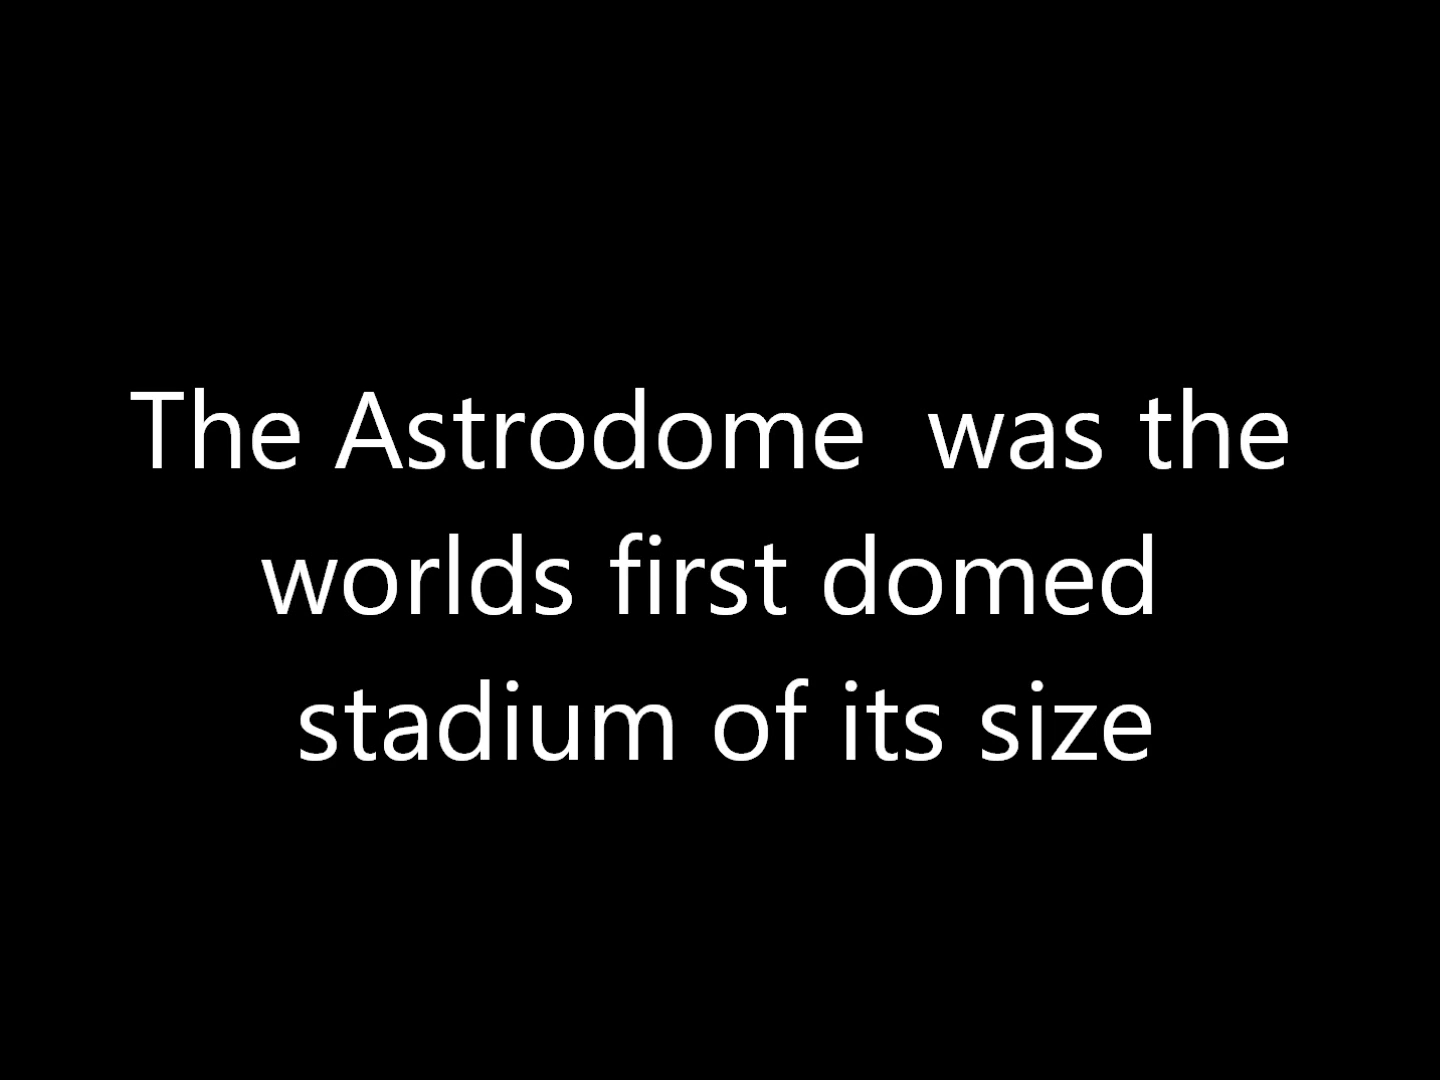 The Astrodome  was the
worlds first domed
stadium of its size